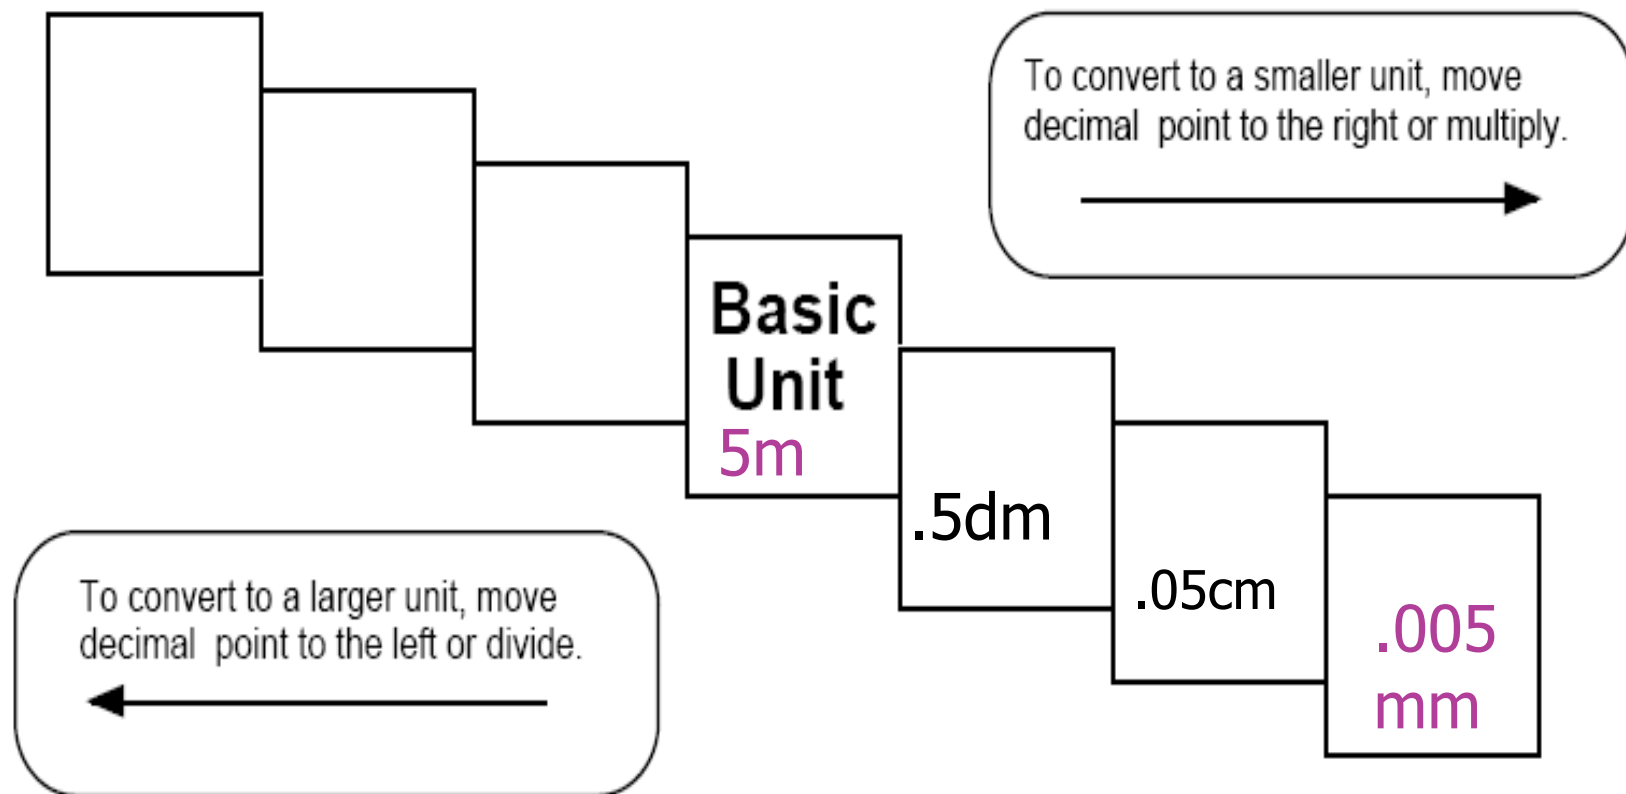 To convert to a smaller unit, move
decimal point to the right or multiply.
Basic
Unit
5m
.5dm
.05cm
.005
mm
To convert to a larger unit, move
decimal point to the left or divide.